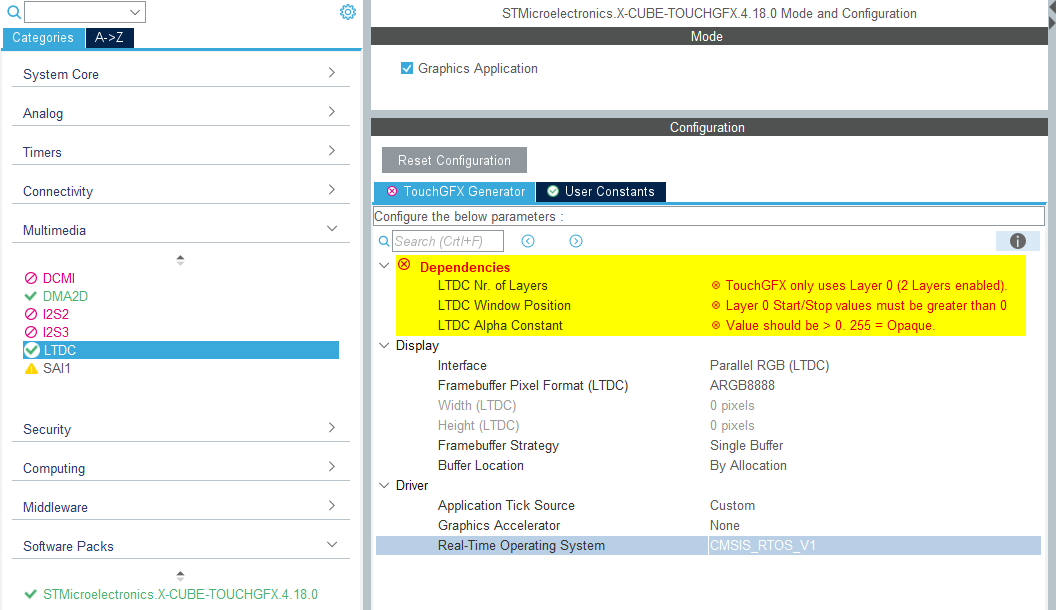 Categories
A->Z
System Core
Analog
Timers
Connectivity
Multimedia
DCMI
DMA2D
I2S2
I2S3
LTDC
SAI1
Security
Computing
Middleware
Software Packs
STMicroelectronics.X-CUBE-TOUCHGFX.4.18.0
STMicroelectronics.X-CUBE-TOUCHGFX.4.18.0 Mode and Configuration
Mode
Graphics Application
Configuration
Reset Configuration
TouchGFX Generator
User Constants
Configure the below parameters :
Search (Crtl+F)
Dependencies
LTDC Nr. of Layers TouchGFX only uses Layer 0 (2 Layers enabled).
LTDC Window Position Layer 0 Start/Stop values must be greater than 0
LTDC Alpha Constant Value should be > 0. 255 = Opaque.
Display
Interface Parallel RGB (LTDC)
Framebuffer Pixel Format (LTDC) ARGB8888
Width (LTDC) 0 pixels
Height (LTDC) 0 pixels
Framebuffer Strategy Single Buffer
Buffer Location By Allocation
Driver
Application Tick Source Custom
Graphics Accelerator None
Real-Time Operating System CMSIS_RTOS_V1